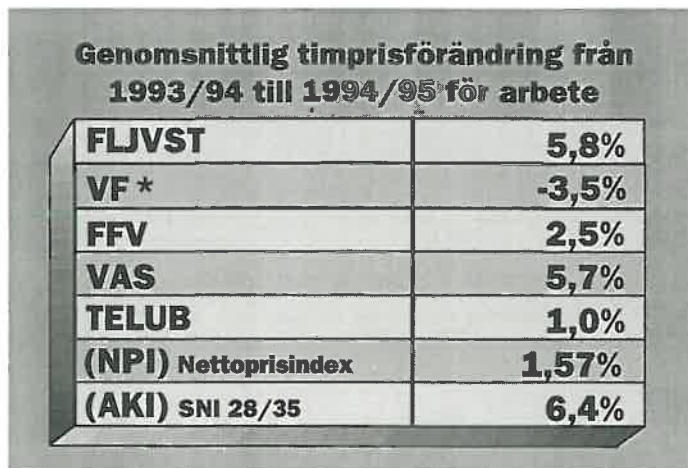 Genomsnittlig timprisförändring från
1993/94 till 1994/95 för arbete
FLJVST 5,8%
VF * -3,5%
FFV 2,5%
VAS 5,7%
TELUB 1,0%
(NPI) Nettoprisindex 1,57%
(AKI) SNI 28/35 6,4%